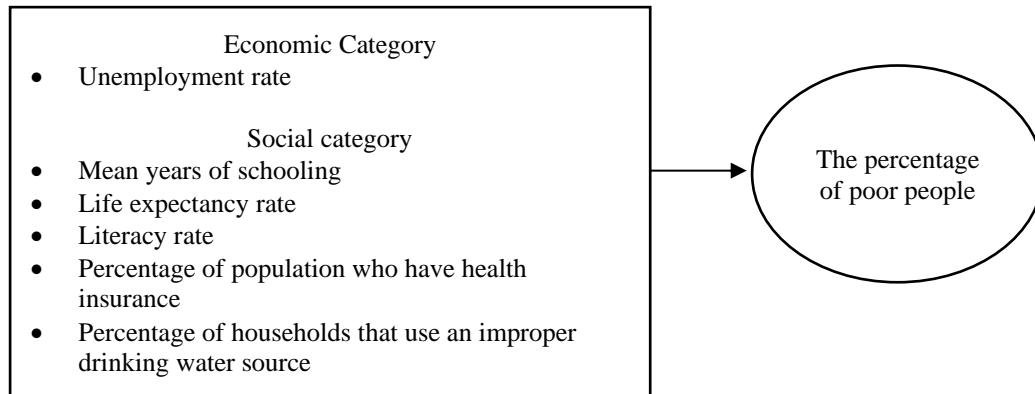 Economic Category
• Unemployment rate
Social category
• Mean years of schooling
• Life expectancy rate
• Literacy rate
• Percentage of population who have health
insurance
• Percentage of households that use an improper
drinking water source
The percentage
of poor people